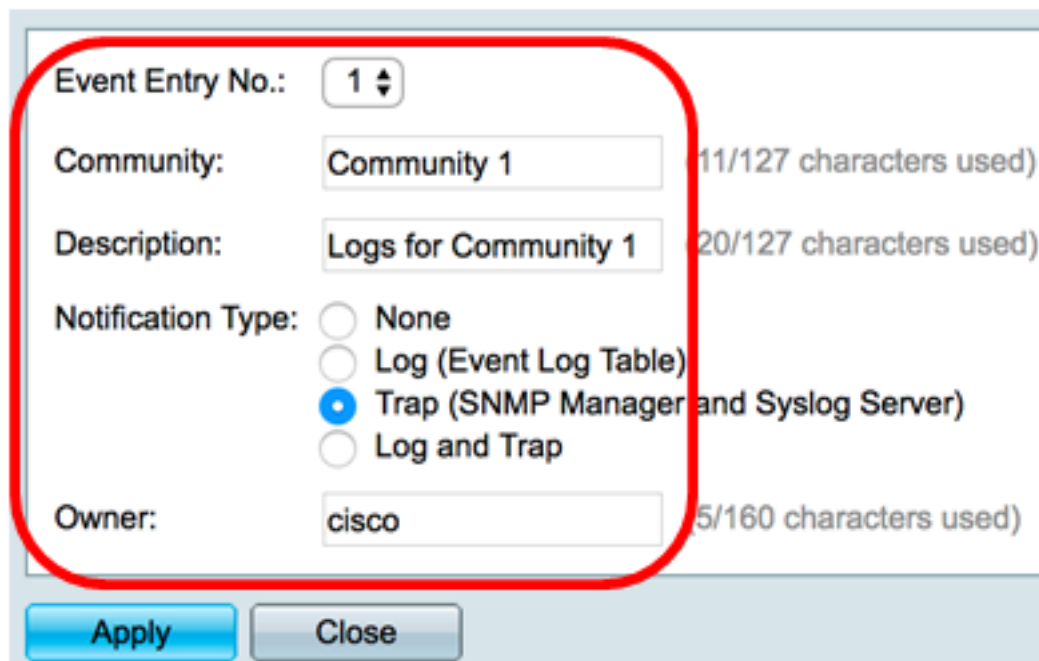 Event Entry No.: 1
Community: Community 1 (11/127 characters used)
Description: Logs for Community 1 (20/127 characters used)
Notification Type: None
Log (Event Log Table)
Trap (SNMP Manager and Syslog Server)
Log and Trap
Owner: cisco (5/160 characters used)
Apply Close